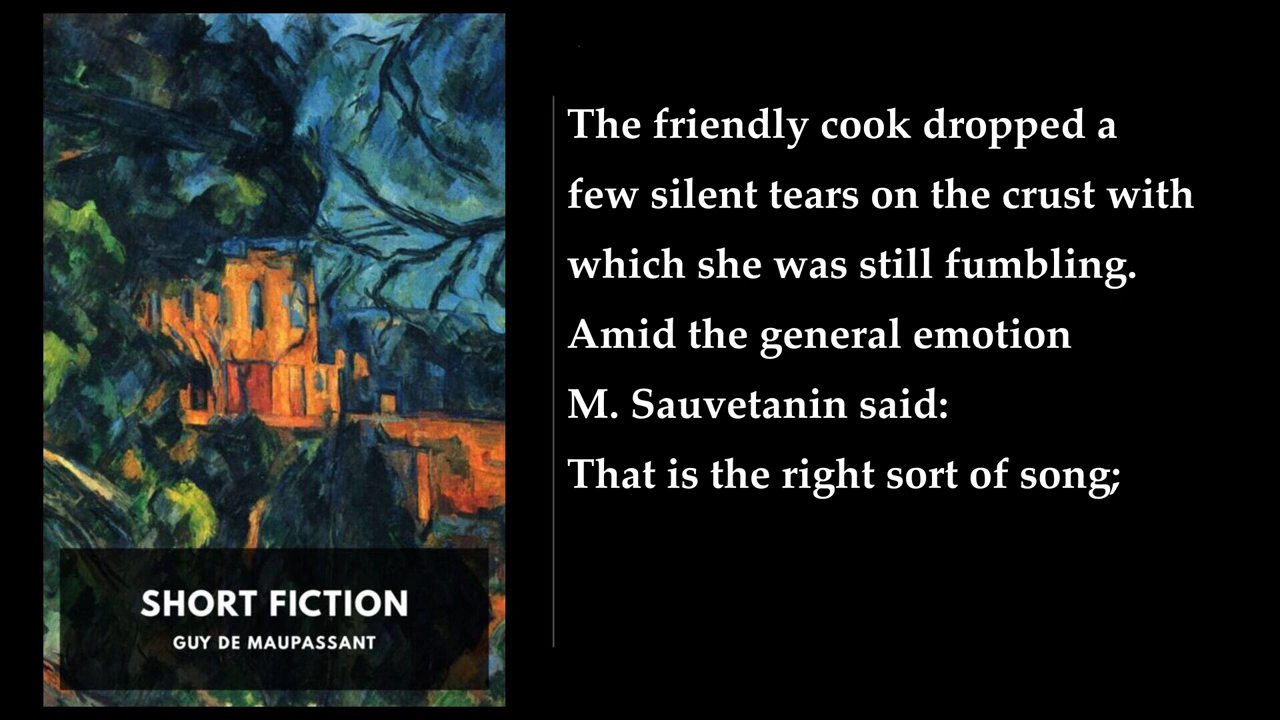 SHORT FICTION
GUY DE MAUPASSANT
The friendly cook dropped a
few silent tears on the crust with
which she was still fumbling.
Amid the general emotion
M. Sauvetanin said:
That is the right sort of song;